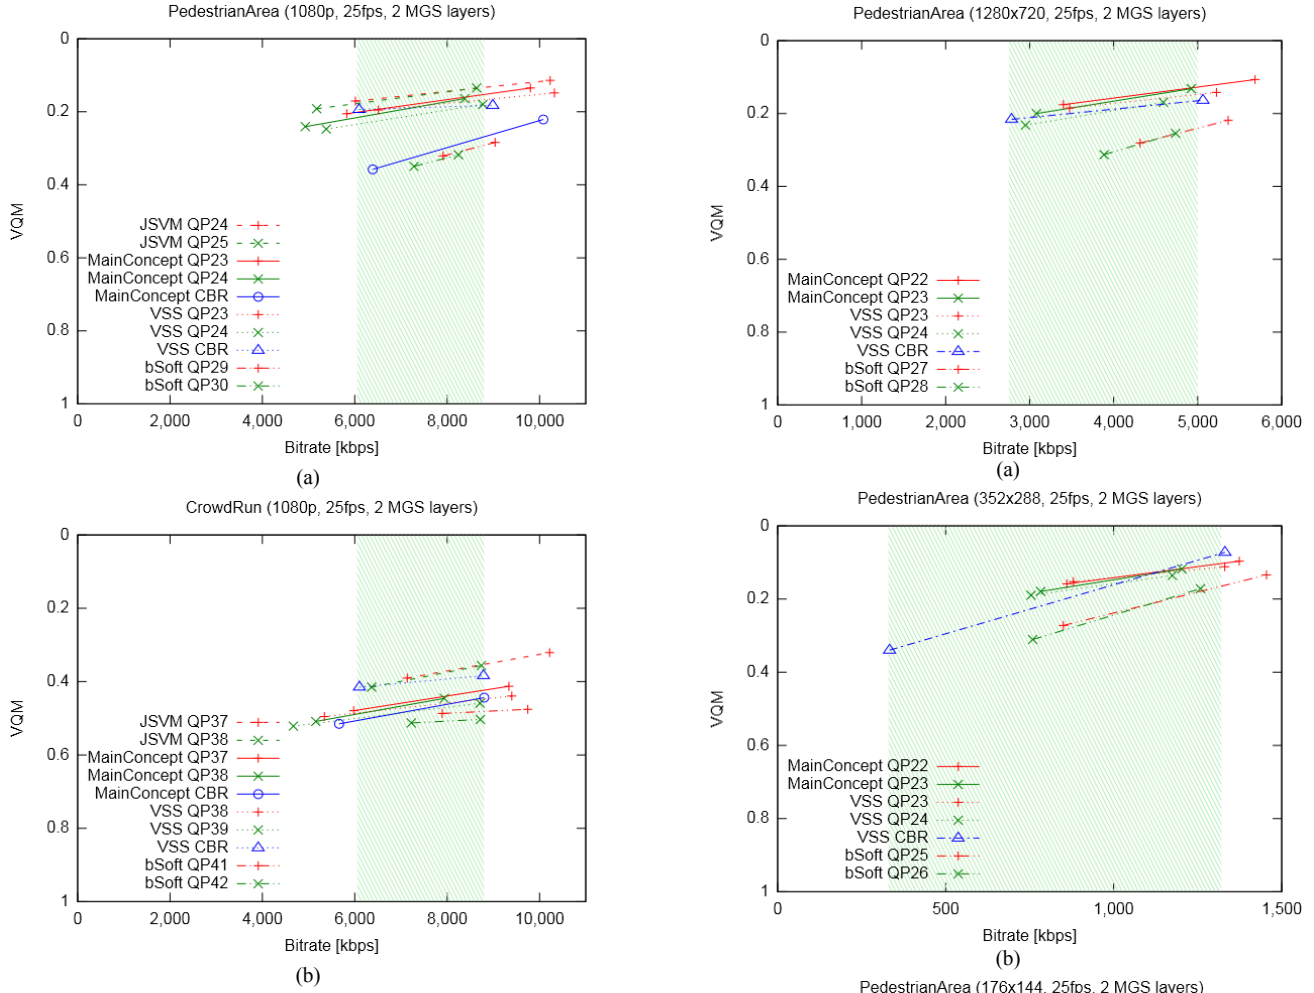 PedestrianArea (1080p, 25fps, 2 MGS layers)
0
0.2
0.4
0.6
0.8
1
VQM
JSVM QP24
JSVM QP25
MainConcept QP23
MainConcept QP24
MainConcept CBR
VSS QP23
VSS QP24
VSS CBR
bSoft QP29
bSoft QP30
0 2,000 4,000 6,000 8,000 10,000
Bitrate [kbps]
(a)
CrowdRun (1080p, 25fps, 2 MGS layers)
0
0.2
0.4
0.6
0.8
1
VQM
JSVM QP37
JSVM QP38
MainConcept QP37
MainConcept QP38
MainConcept CBR
VSS QP38
VSS QP39
VSS CBR
bSoft QP41
bSoft QP42
0 2,000 4,000 6,000 8,000 10,000
Bitrate [kbps]
(b)
PedestrianArea (1280x720, 25fps, 2 MGS layers)
0
0.2
0.4
0.6
0.8
1
VQM
MainConcept QP22
MainConcept QP23
VSS QP23
VSS QP24
VSS CBR
bSoft QP27
bSoft QP28
0 1,000 2,000 3,000 4,000 5,000 6,000
Bitrate [kbps]
(a)
PedestrianArea (352x288, 25fps, 2 MGS layers)
0
0.2
0.4
0.6
0.8
1
VQM
MainConcept QP22
MainConcept QP23
VSS QP23
VSS QP24
VSS CBR
bSoft QP25
bSoft QP26
0 500 1,000 1,500
Bitrate [kbps]
(b)
PedestrianArea (176x144, 25fps, 2 MGS layers)